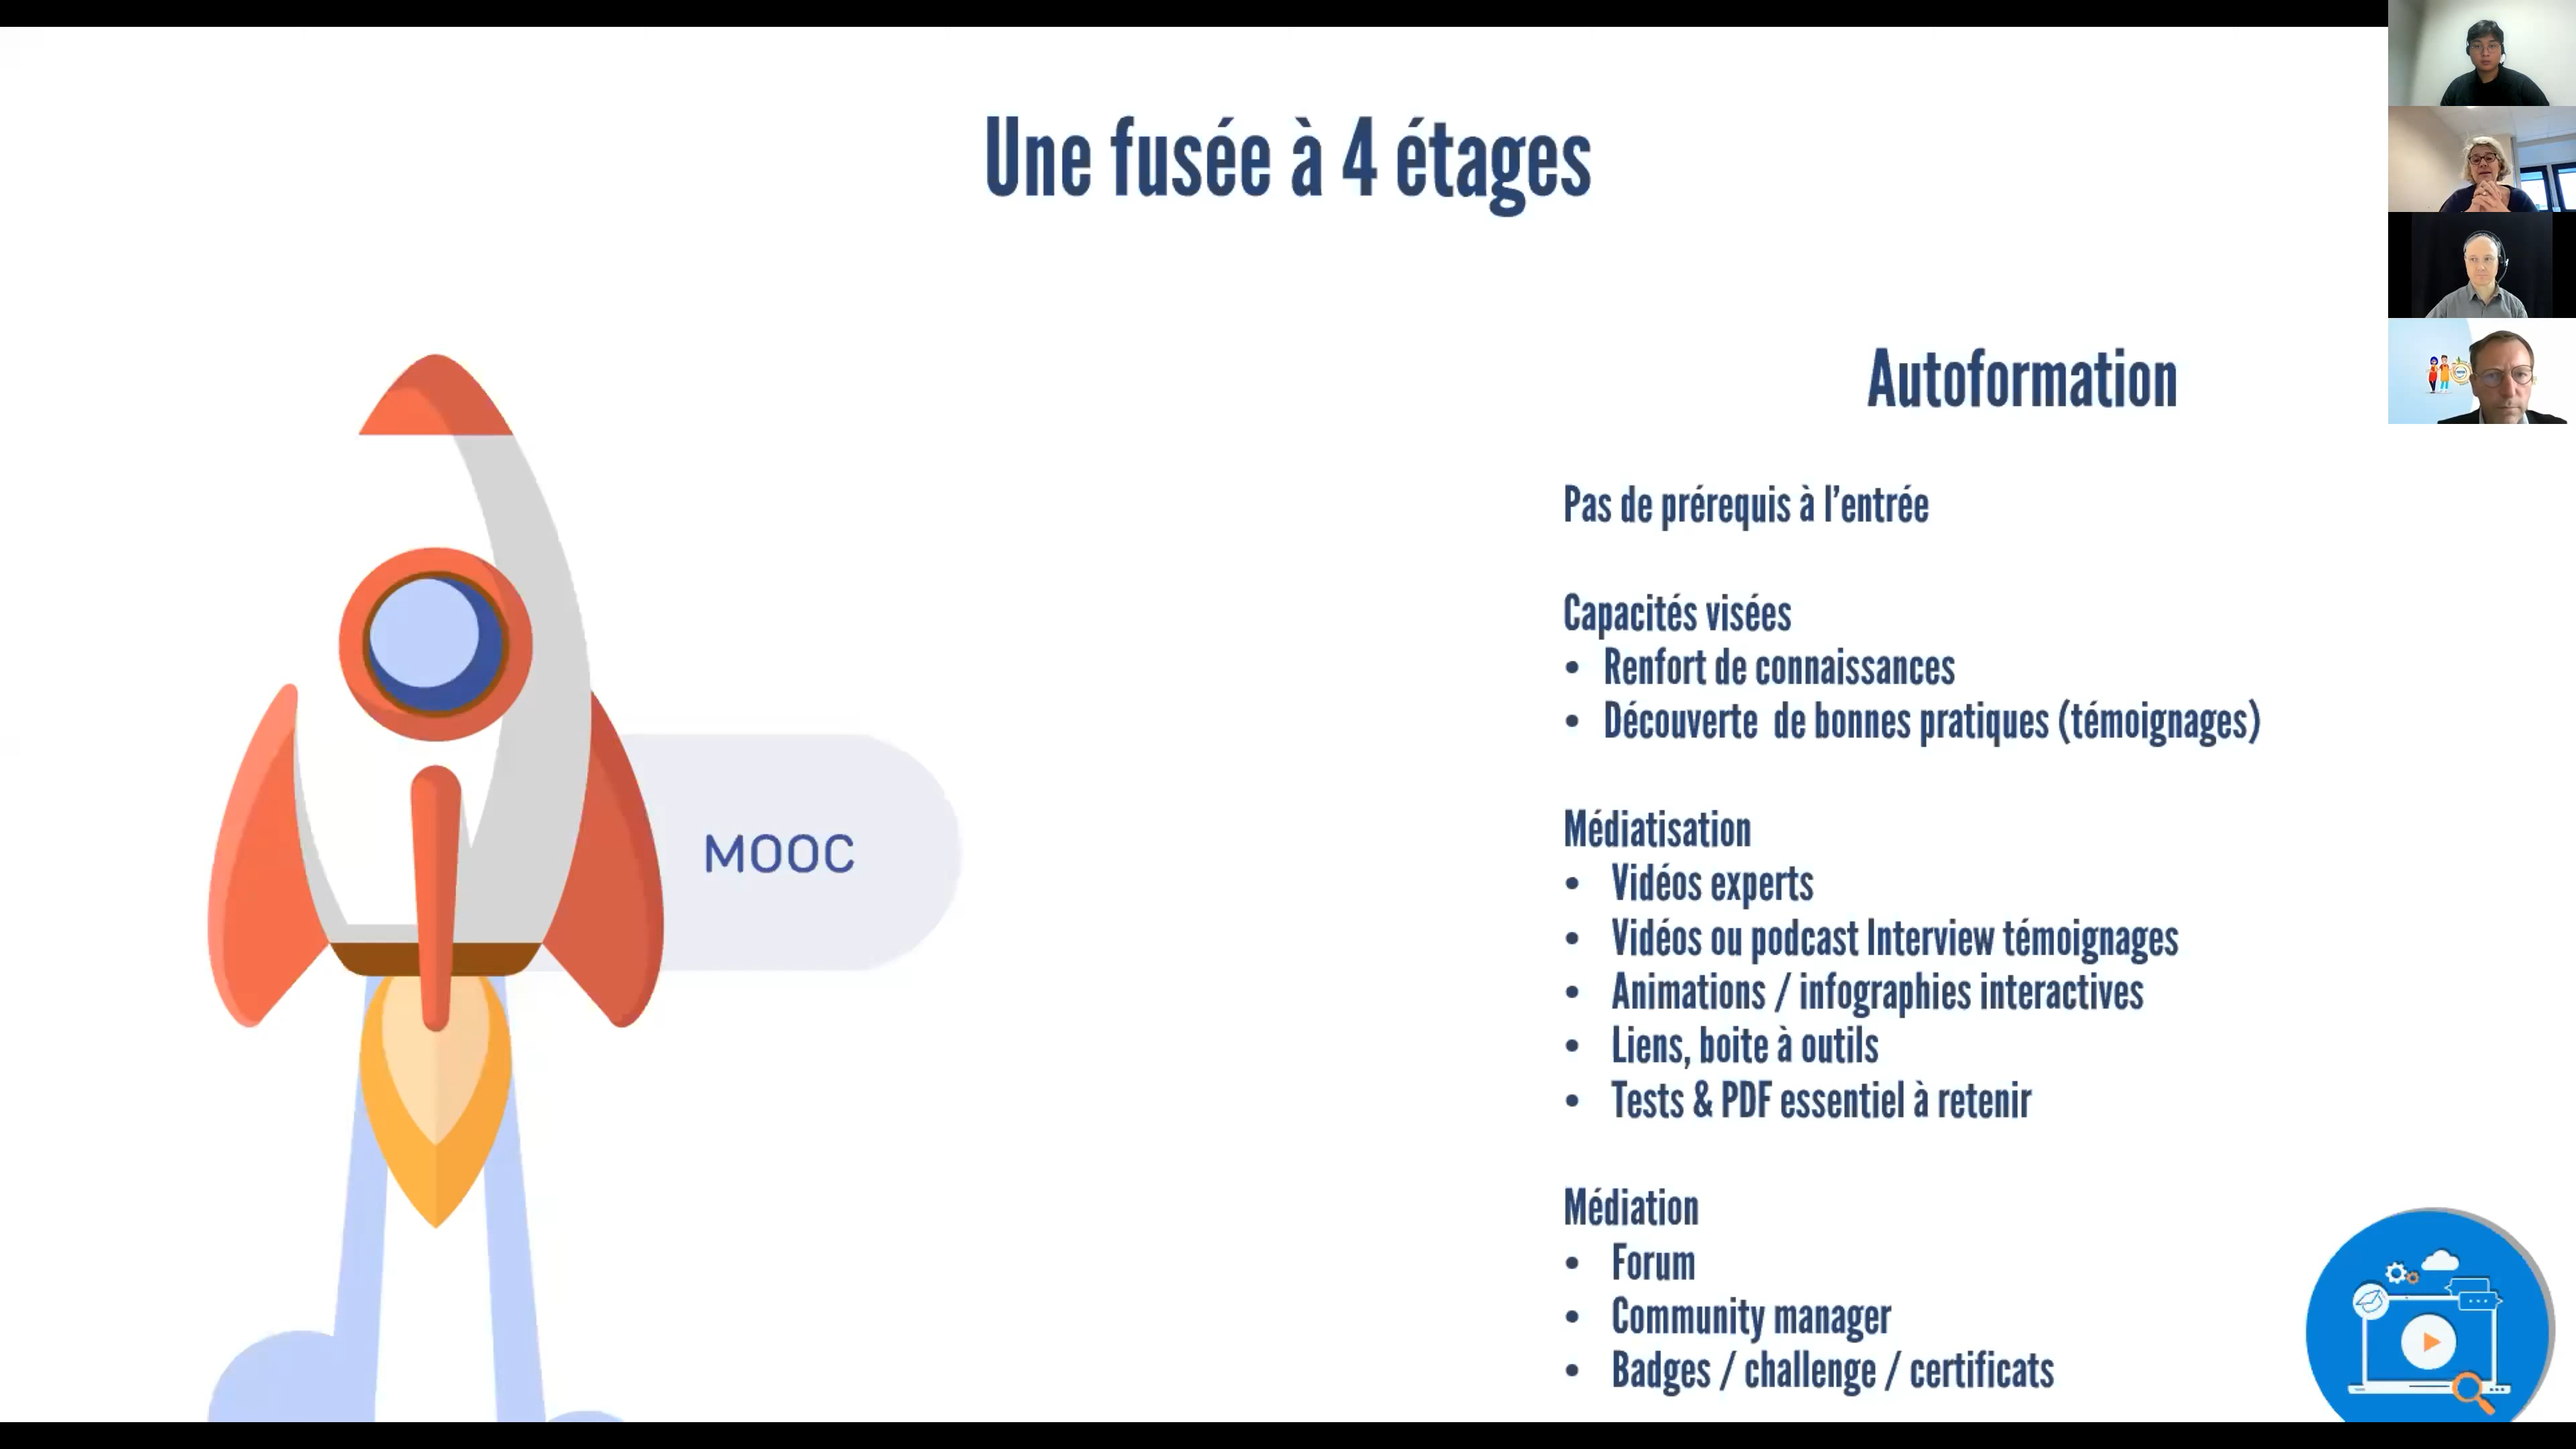 Une fusée à 4 étages
MOOC
Autoformation
Pas de prérequis à l'entrée
Capacités visées
• Renfort de connaissances
• Découverte de bonnes pratiques (témoignages)
Médiatisation
• Vidéos experts
• Vidéos ou podcast Interview témoignages
• Animations / infographies interactives
• Liens, boite à outils
• Tests & PDF essentiel à retenir
Médiation
• Forum
• Community manager
• Badges / challenge / certificats